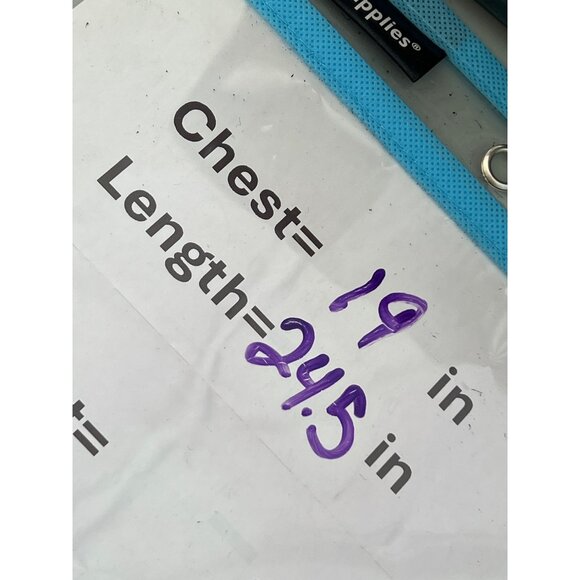 pplies®
Chest= 19 in
Length= 24.5 in